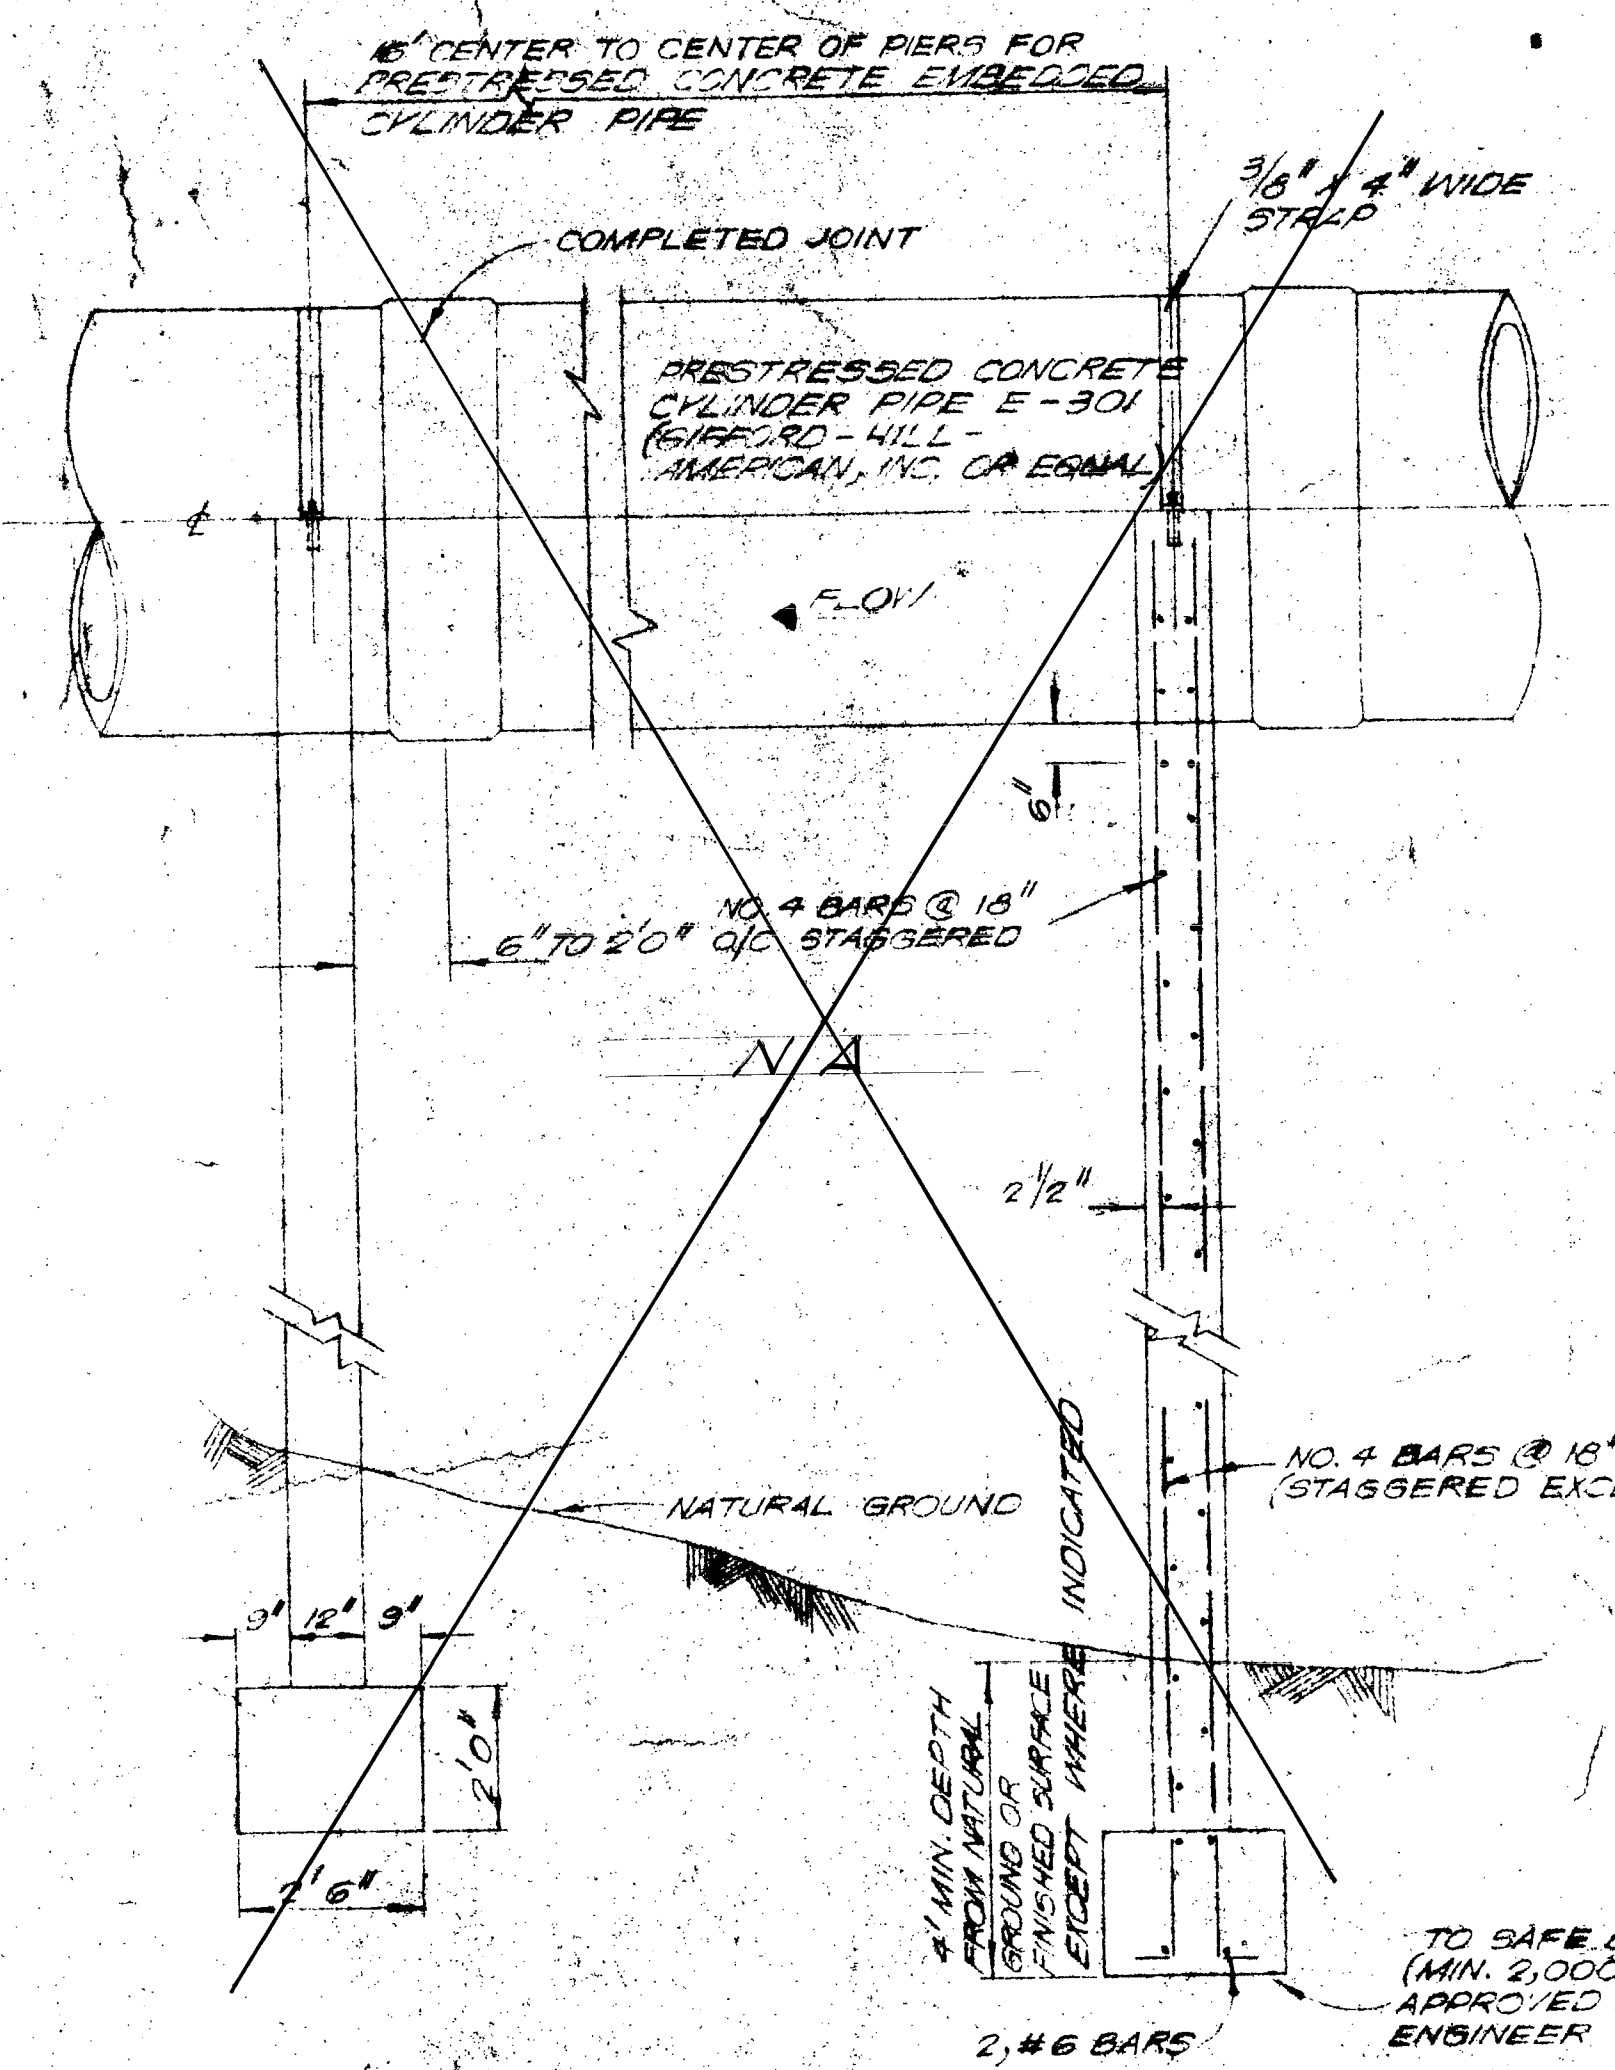 16' CENTER TO CENTER OF PIERS FOR
PRESTRESSED CONCRETE EMBEDDED
CYLINDER PIPE
3/8" X 4" WIDE
STRAP
COMPLETED JOINT
PRESTRESSED CONCRETE
CYLINDER PIPE E-301
(GIFFORD-HILL-
AMERICAN, INC. OR EQUAL)
℄
FLOW
6"
NO. 4 BARS @ 18"
O/C STAGGERED
6" TO 2'0"
N A
2 1/2"
NO. 4 BARS @ 18"
(STAGGERED EXCE
NATURAL GROUND
9" 12" 9"
2'0"
2'6"
4' MIN. DEPTH
FROM NATURAL
GROUND OR
FINISHED SURFACE
EXCEPT WHERE INDICATED
TO SAFE
(MIN. 2,000
APPROVED
ENGINEER
2, #6 BARS